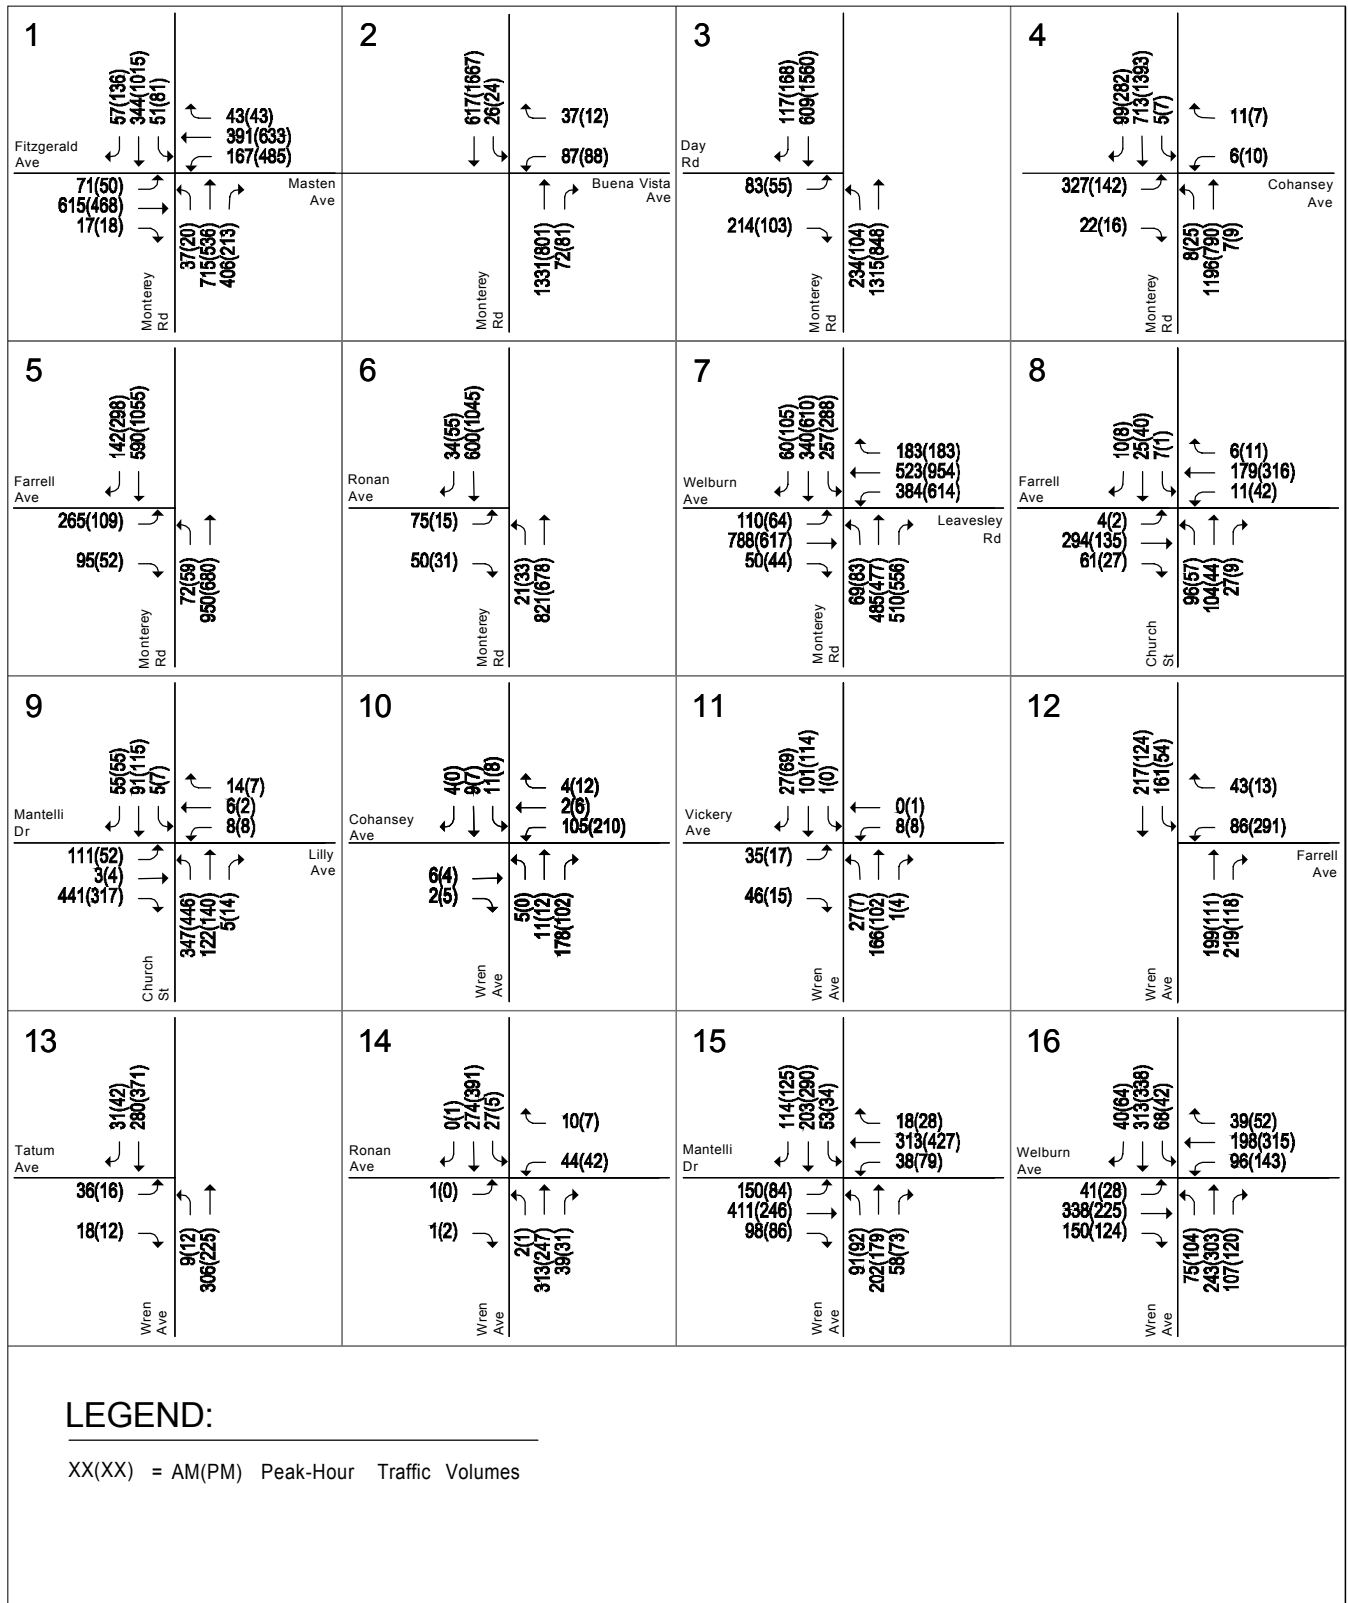 1
57(136)
344(1015)
51(81)
43(43)
391(633)
167(485)
Fitzgerald
Ave
71(50)
615(468)
17(18)
Masten
Ave
37(20)
715(536)
406(213)
Monterey
Rd
2
617(1667)
26(24)
37(12)
87(88)
Buena Vista
Ave
1331(801)
72(81)
Monterey
Rd
3
117(168)
609(1560)
Day
Rd
83(55)
214(103)
234(104)
1315(848)
Monterey
Rd
4
99(282)
713(1393)
5(7)
11(7)
6(10)
327(142)
22(16)
Cohansey
Ave
8(25)
1196(790)
7(9)
Monterey
Rd
5
142(298)
590(1055)
Farrell
Ave
265(109)
95(52)
72(59)
950(680)
Monterey
Rd
6
34(55)
600(1045)
Ronan
Ave
75(15)
50(31)
21(33)
821(678)
Monterey
Rd
7
60(105)
340(610)
257(288)
183(183)
523(954)
384(614)
Welburn
Ave
110(64)
788(617)
50(44)
Leavesley
Rd
69(83)
485(477)
510(556)
Monterey
Rd
8
10(8)
25(40)
7(1)
6(11)
179(316)
11(42)
Farrell
Ave
4(2)
294(135)
61(27)
96(57)
104(44)
27(9)
Church
St
9
55(55)
91(115)
5(7)
14(7)
6(2)
8(8)
Mantelli
Dr
111(52)
3(4)
441(317)
Lilly
Ave
347(446)
122(140)
5(14)
Church
St
10
4(0)
9(7)
11(8)
4(12)
2(6)
105(210)
Cohansey
Ave
6(4)
2(5)
5(0)
11(12)
178(102)
Wren
Ave
11
27(69)
101(114)
1(0)
0(1)
8(8)
Vickery
Ave
35(17)
46(15)
27(7)
166(102)
1(4)
Wren
Ave
12
217(124)
161(54)
43(13)
86(291)
Farrell
Ave
199(111)
219(118)
Wren
Ave
13
31(42)
280(371)
Tatum
Ave
36(16)
18(12)
9(12)
306(225)
Wren
Ave
14
0(1)
274(391)
27(5)
10(7)
44(42)
Ronan
Ave
1(0)
1(2)
2(1)
313(247)
39(31)
Wren
Ave
15
114(125)
203(290)
53(34)
18(28)
313(427)
38(79)
Mantelli
Dr
150(84)
411(246)
98(86)
91(92)
202(179)
58(73)
Wren
Ave
16
40(64)
313(338)
68(42)
39(52)
198(315)
96(143)
Welburn
Ave
41(28)
338(225)
150(124)
75(104)
243(303)
107(120)
Wren
Ave
LEGEND:
XX(XX) = AM(PM) Peak-Hour Traffic Volumes